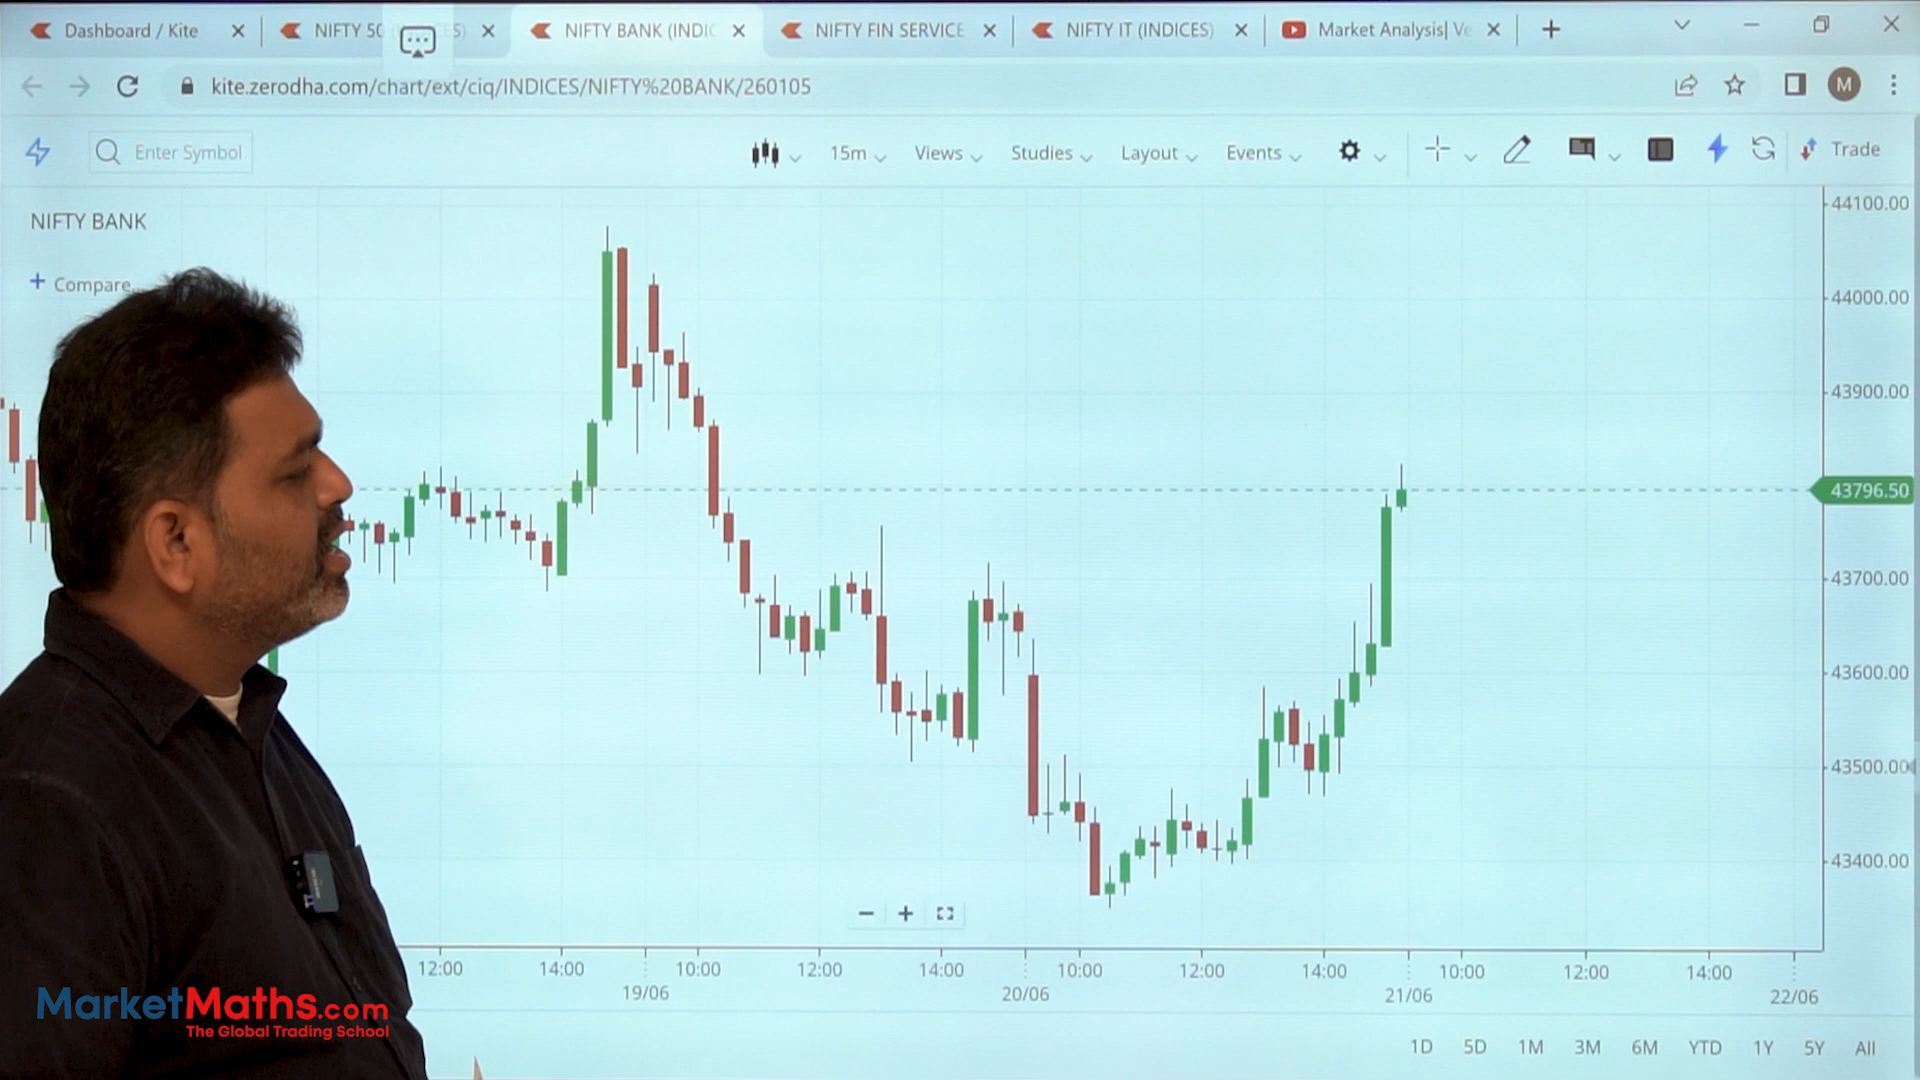 Dashboard / Kite
NIFTY 50
NIFTY BANK (INDIC
NIFTY FIN SERVICE
NIFTY IT (INDICES)
Market Analysis| Ve
kite.zerodha.com/chart/ext/ciq/INDICES/NIFTY%20BANK/260105
M
Enter Symbol
15m
Views
Studies
Layout
Events
Trade
NIFTY BANK
+ Compare...
44100.00
44000.00
43900.00
43796.50
43700.00
43600.00
43500.00
43400.00
12:00
14:00
10:00
12:00
14:00
10:00
12:00
14:00
10:00
12:00
14:00
19/06
20/06
21/06
22/06
MarketMaths.com
The Global Trading School
1D
5D
1M
3M
6M
YTD
1Y
5Y
All